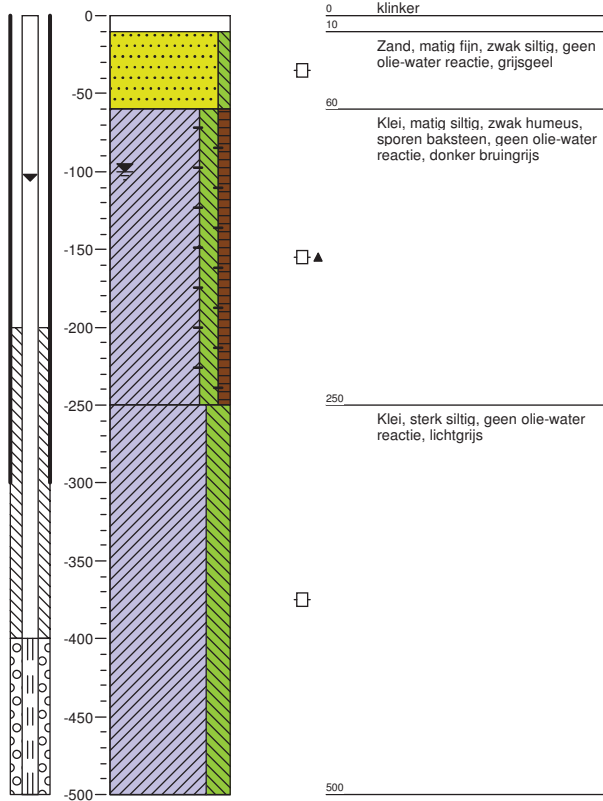 0
-50
-100
-150
-200
-250
-300
-350
-400
-450
-500
0 klinker
10
Zand, matig fijn, zwak siltig, geen
olie-water reactie, grijsgeel
60
Klei, matig siltig, zwak humeus,
sporen baksteen, geen olie-water
reactie, donker bruingrijs
250
Klei, sterk siltig, geen olie-water
reactie, lichtgrijs
500